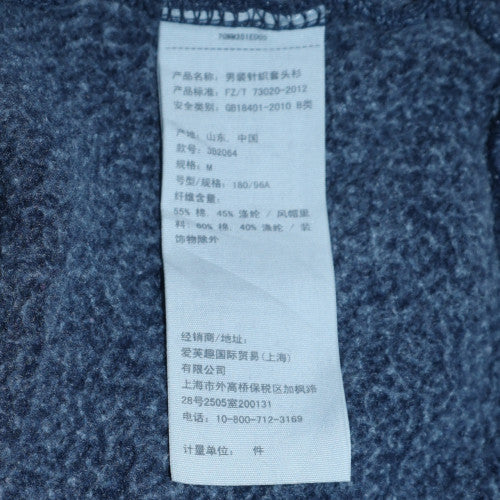 产品名称: 男装针织套头衫
产品标准: FZ/T 73020-2012
安全类别: GB18401-2010 B类
产地: 山东, 中国
款号: 392064
规格: M
号型/规格: 180/96A
纤维含量:
55% 棉, 45% 涤纶 / 风帽里
料: 60% 棉, 40% 涤纶 / 装
饰物除外
经销商/地址:
爱芙趣国际贸易(上海)
有限公司
上海市外高桥保税区加枫路
28号2505室200131
电话: 10-800-712-3169
计量单位: 件